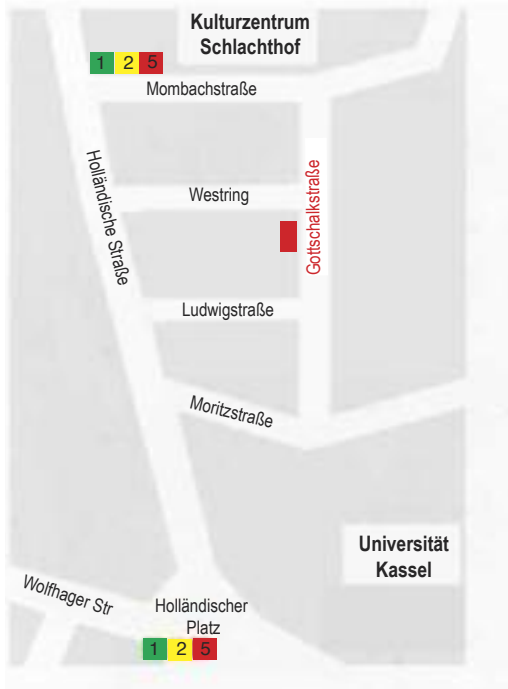 Kulturzentrum
Schlachthof
1 2 5
Mombachstraße
Holländische Straße
Westring
Gottschalkstraße
Ludwigstraße
Moritzstraße
Universität
Kassel
Wolfhager Str
Holländischer
Platz
1 2 5